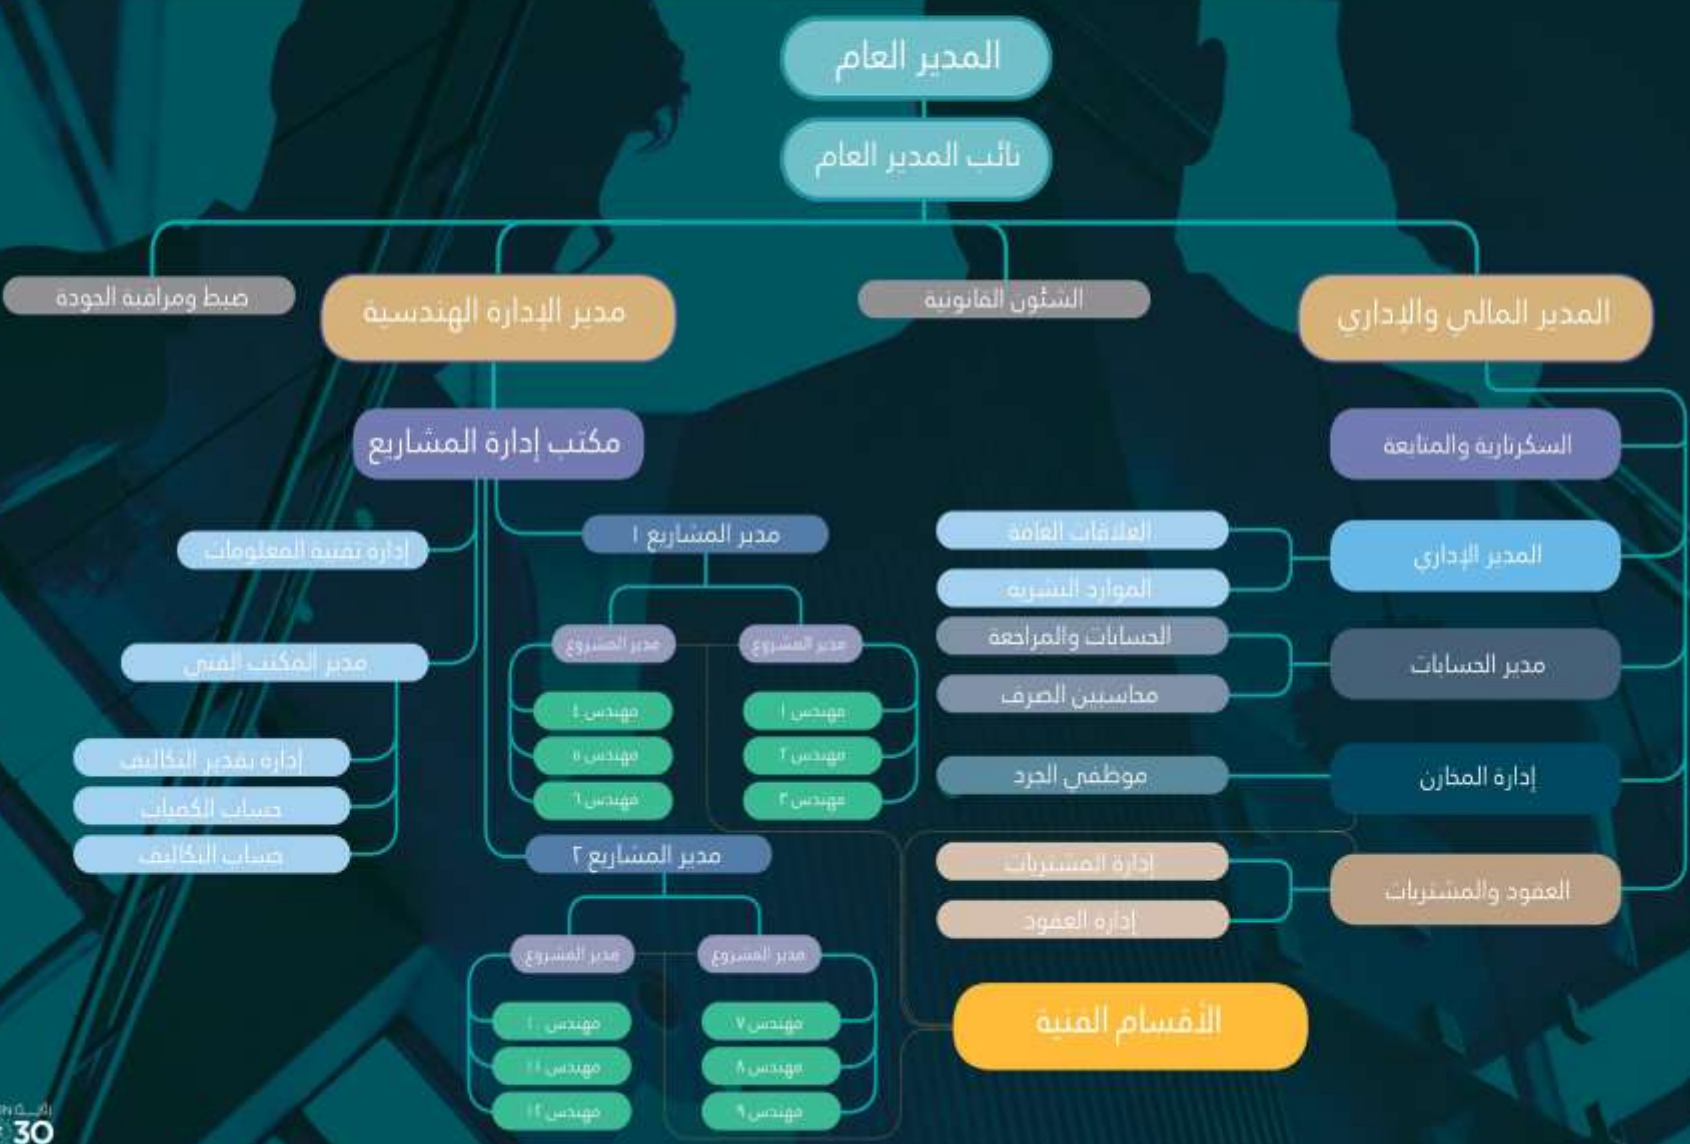 المدير العام
نائب المدير العام
المدير المالي والإداري
الشئون القانونية
مدير الإدارة الهندسية
ضبط ومراقبة الجودة
السكرتارية والمتابعة
المدير الإداري
العلاقات العامة
الموارد البشرية
مدير الحسابات
الحسابات والمراجعة
محاسبين الصرف
إدارة المخازن
موظفي الجرد
العقود والمشتريات
إدارة المشتريات
إدارة العقود
الأقسام الفنية
مكتب إدارة المشاريع
مدير المشاريع ١
مدير المشروع
مهندس ١
مهندس ٢
مهندس ٣
مدير المشروع
مهندس ٤
مهندس ٥
مهندس ٦
مدير المشاريع ٢
مدير المشروع
مهندس ٧
مهندس ٨
مهندس ٩
مدير المشروع
مهندس ١٠
مهندس ١١
مهندس ١٢
إدارة تقنية المعلومات
مدير المكتب الفني
إدارة تقدير التكاليف
حساب الكميات
حساب التكاليف
رؤيــة
30